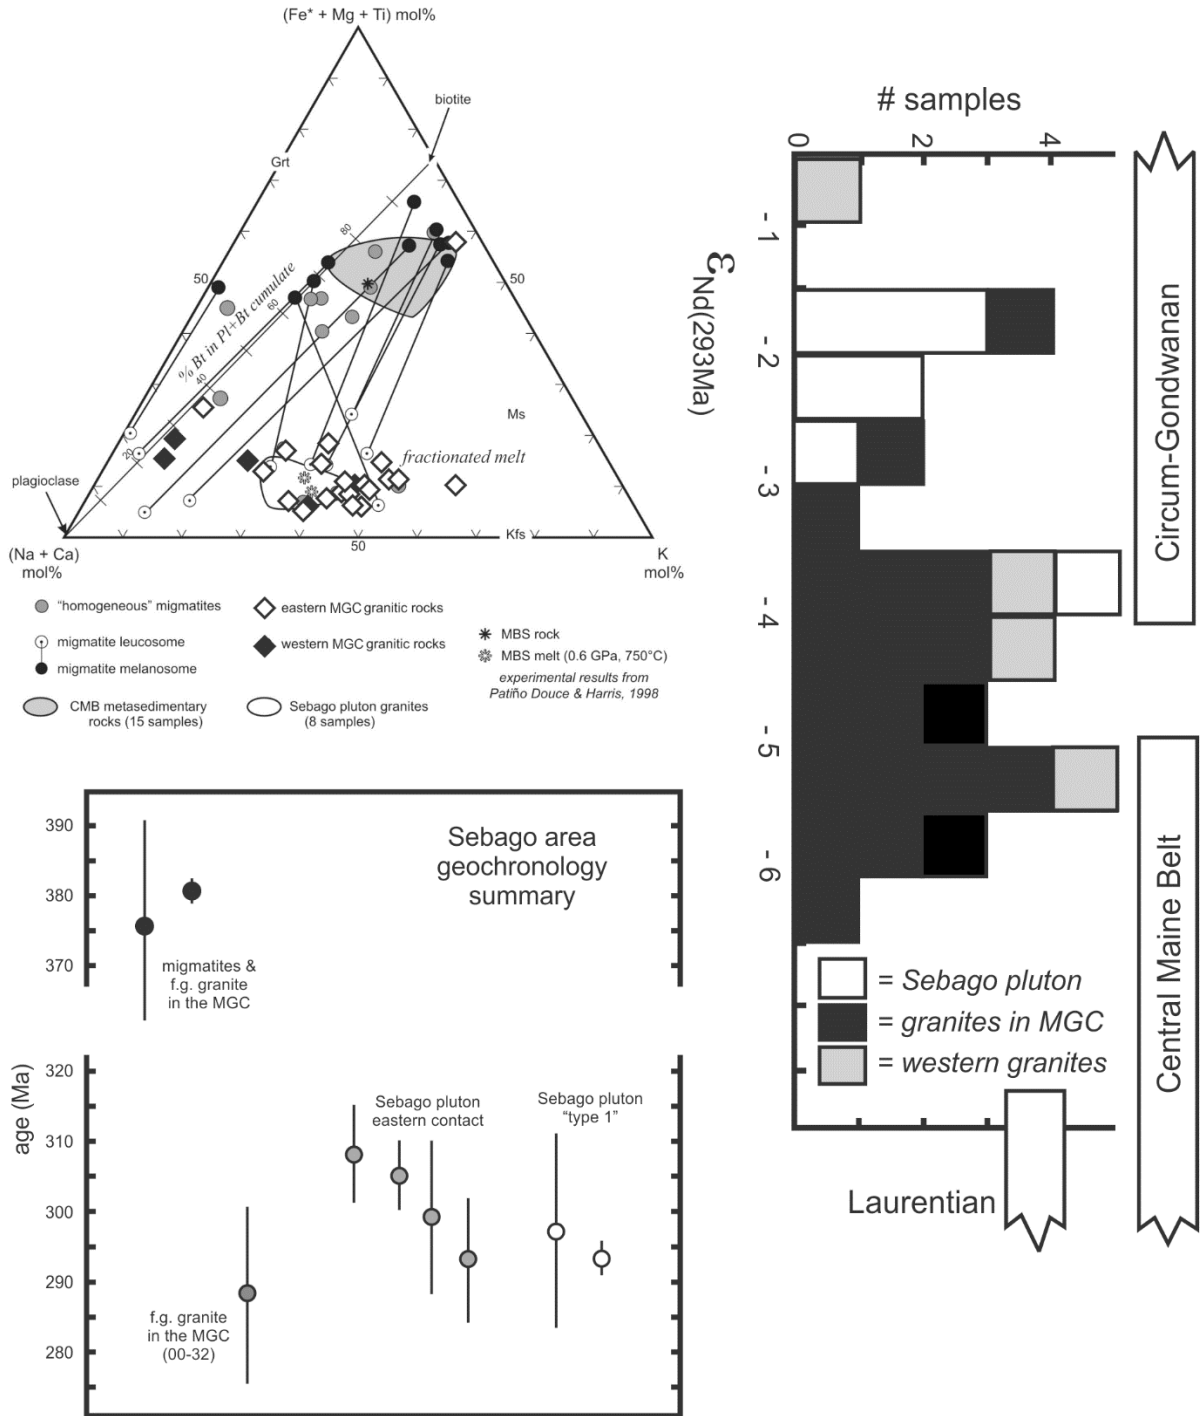 (Fe* + Mg + Ti) mol%
biotite
Grt
80
50
50
60
% Bt in Pl+Bt cumulate
40
Ms
20
fractionated melt
plagioclase
Kfs
(Na + Ca)
mol%
50
K
mol%
"homogeneous" migmatites
eastern MGC granitic rocks
migmatite leucosome
western MGC granitic rocks
migmatite melanosome
MBS rock
MBS melt (0.6 GPa, 750°C)
experimental results from
Patiño Douce & Harris, 1998
CMB metasedimentary
rocks (15 samples)
Sebago pluton granites
(8 samples)
# samples
0
2
4
- 1
- 2
- 3
- 4
- 5
- 6
εNd(293Ma)
Circum-Gondwanan
Central Maine Belt
= Sebago pluton
= granites in MGC
= western granites
Laurentian
Sebago area
geochronology
summary
390
380
370
320
310
300
290
280
age (Ma)
migmatites &
f.g. granite
in the MGC
Sebago pluton
eastern contact
Sebago pluton
"type 1"
f.g. granite
in the MGC
(00-32)